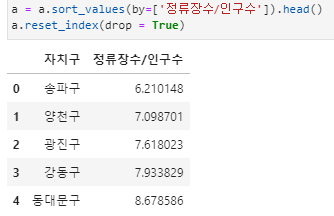 a = a.sort_values(by=['정류장수/인구수']).head()
a.reset_index(drop = True)
자치구 정류장수/인구수
0 송파구 6.210148
1 양천구 7.098701
2 광진구 7.618023
3 강동구 7.933829
4 동대문구 8.678586